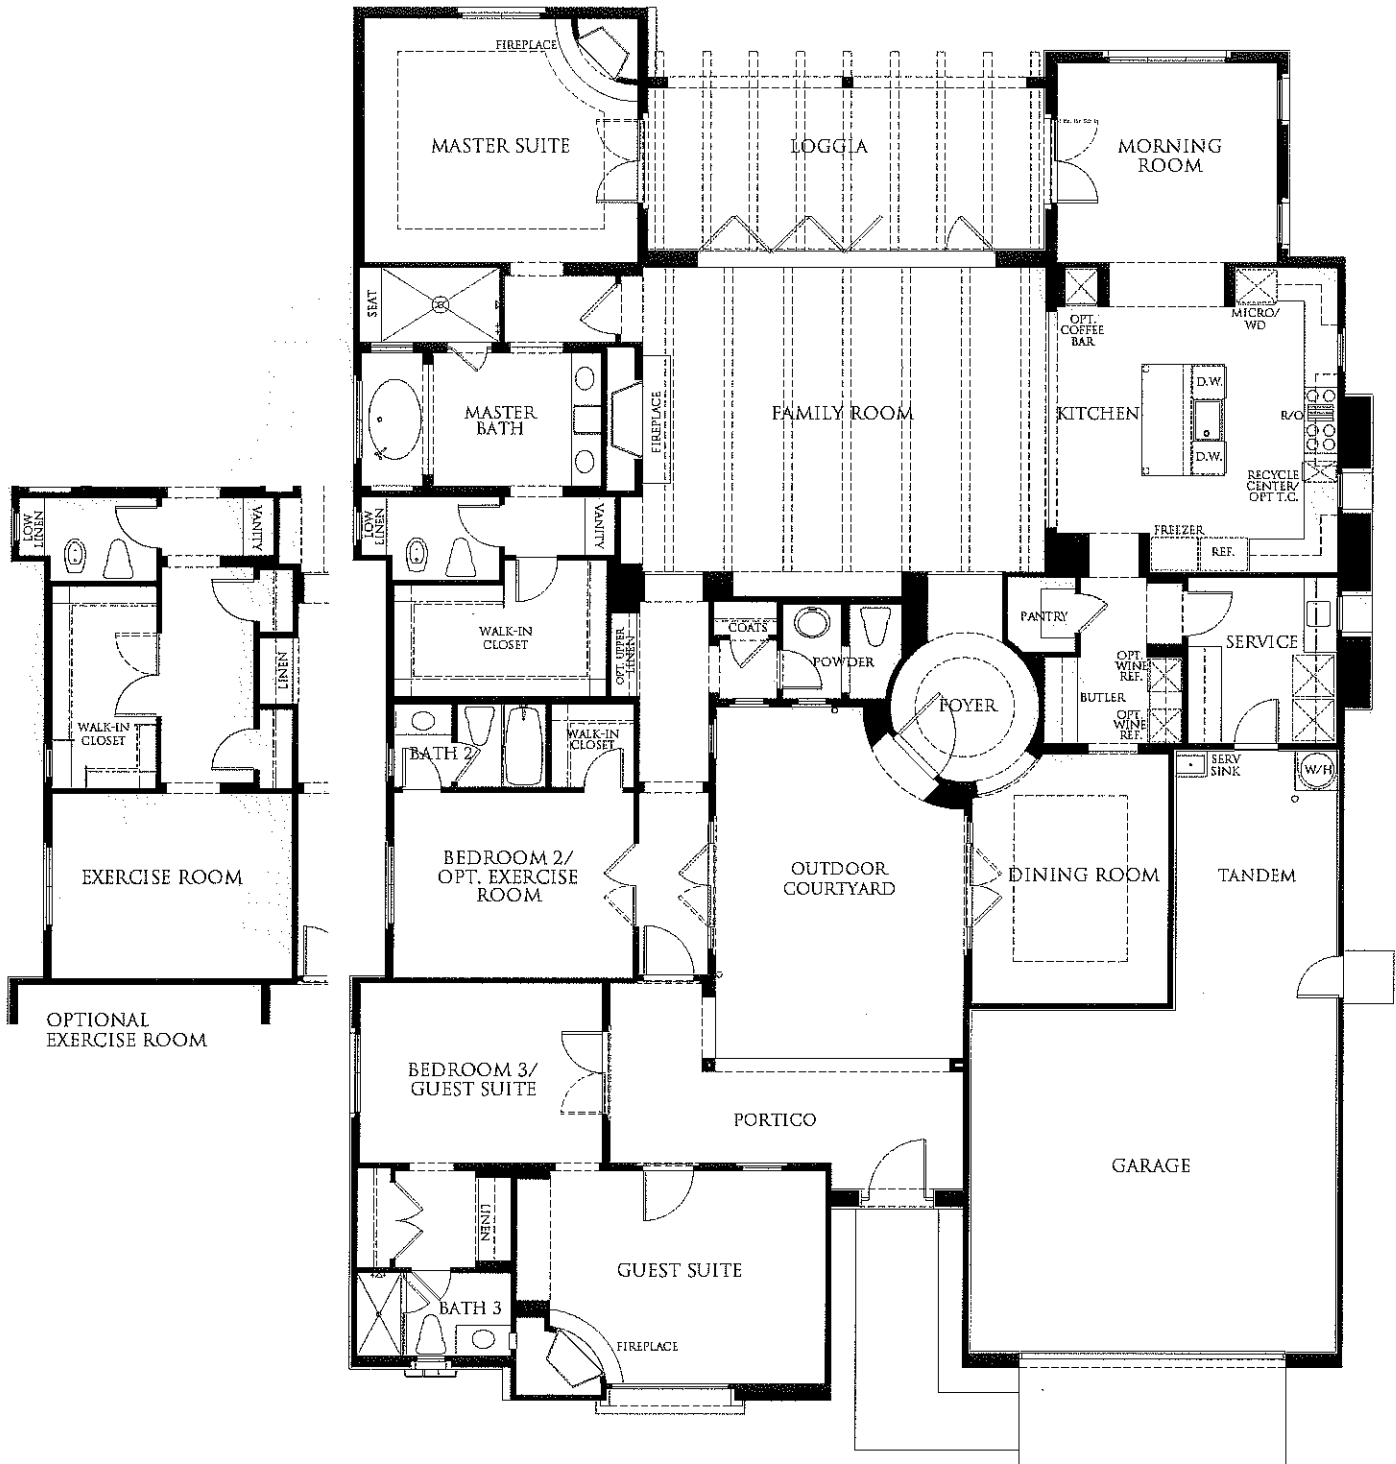 FIREPLACE
MASTER SUITE
LOGGIA
MORNING
ROOM
SEAT
OPT.
COFFEE
BAR
MICRO/
WD
MASTER
BATH
FIREPLACE
FAMILY ROOM
KITCHEN
D.W.
D.W.
R/O
RECYCLE
CENTER/
OPT T.C.
FREEZER
REF.
LOW
LINEN
VANITY
LOW
LINEN
VANITY
WALK-IN
CLOSET
OPT. UPPER
LINEN
COATS
POWDER
FOYER
PANTRY
SERVICE
OPT.
WINE
REF.
BUTLER
OPT.
WINE
REF.
LINEN
WALK-IN
CLOSET
BATH 2
WALK-IN
CLOSET
SERV
SINK
W/H
EXERCISE ROOM
BEDROOM 2/
OPT. EXERCISE
ROOM
OUTDOOR
COURTYARD
DINING ROOM
TANDEM
OPTIONAL
EXERCISE ROOM
BEDROOM 3/
GUEST SUITE
PORTICO
GARAGE
LINEN
GUEST SUITE
BATH 3
FIREPLACE